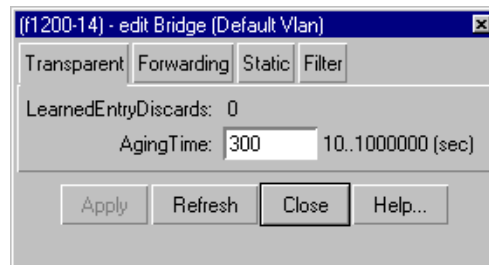 (f1200-14) - edit Bridge (Default Vlan)
Transparent Forwarding Static Filter
LearnedEntryDiscards: 0
AgingTime: 300 10..1000000 (sec)
Apply Refresh Close Help...